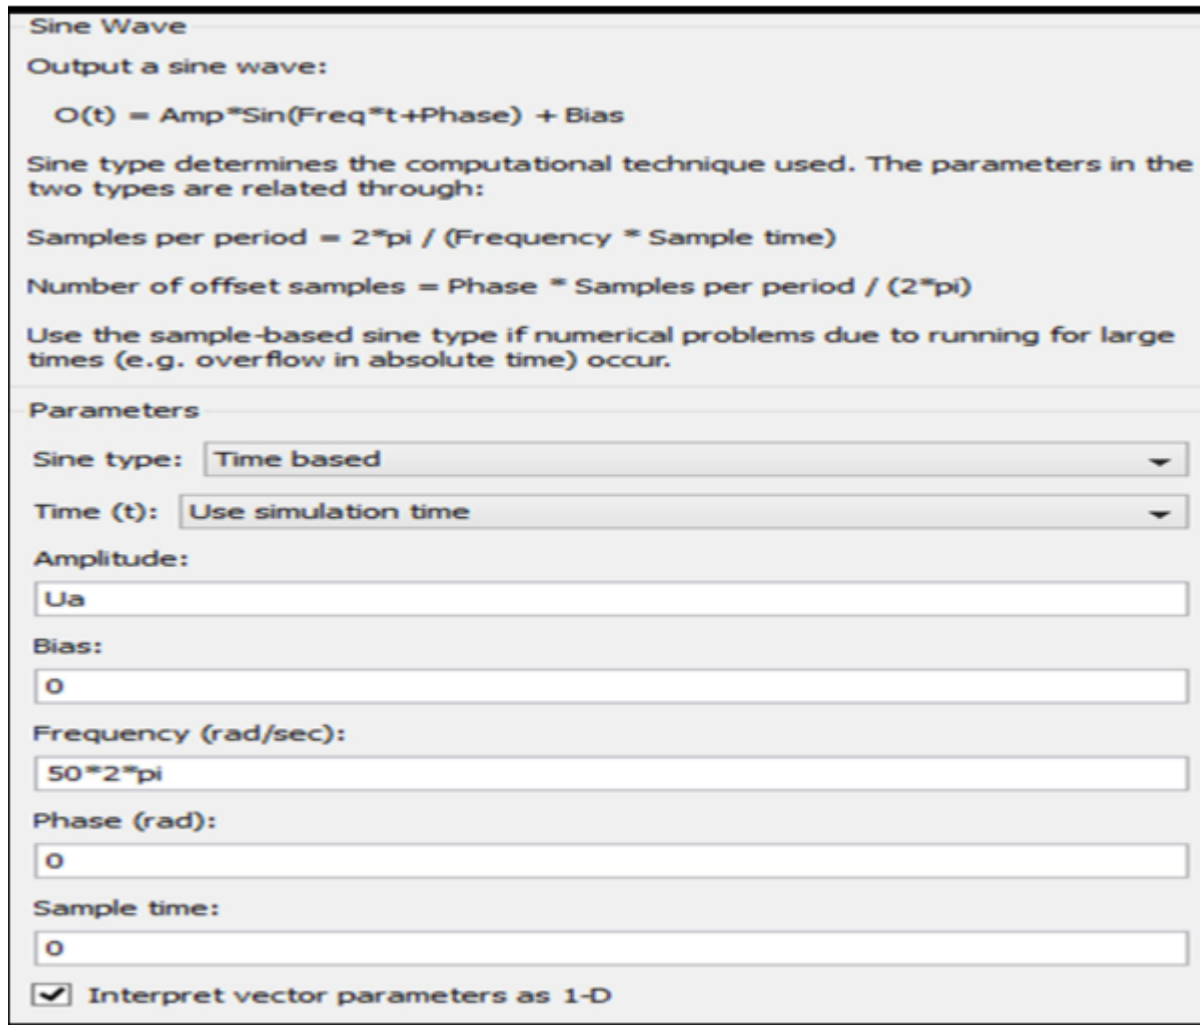 Sine Wave
Output a sine wave:
O(t) = Amp*Sin(Freq*t+Phase) + Bias
Sine type determines the computational technique used. The parameters in the
two types are related through:
Samples per period = 2*pi / (Frequency * Sample time)
Number of offset samples = Phase * Samples per period / (2*pi)
Use the sample-based sine type if numerical problems due to running for large
times (e.g. overflow in absolute time) occur.
Parameters
Sine type: Time based
Time (t): Use simulation time
Amplitude:
Ua
Bias:
0
Frequency (rad/sec):
50*2*pi
Phase (rad):
0
Sample time:
0
Interpret vector parameters as 1-D